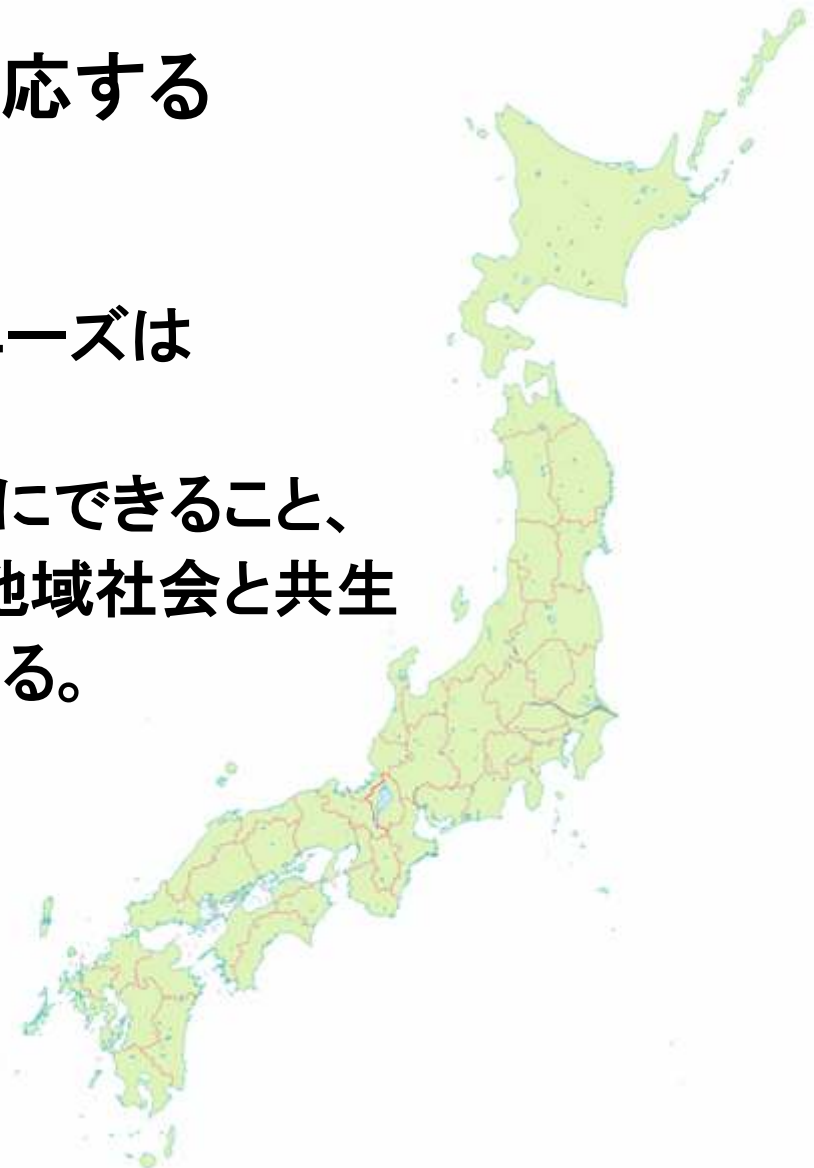 応する
ーズは
にできること、
地域社会と共生
る。